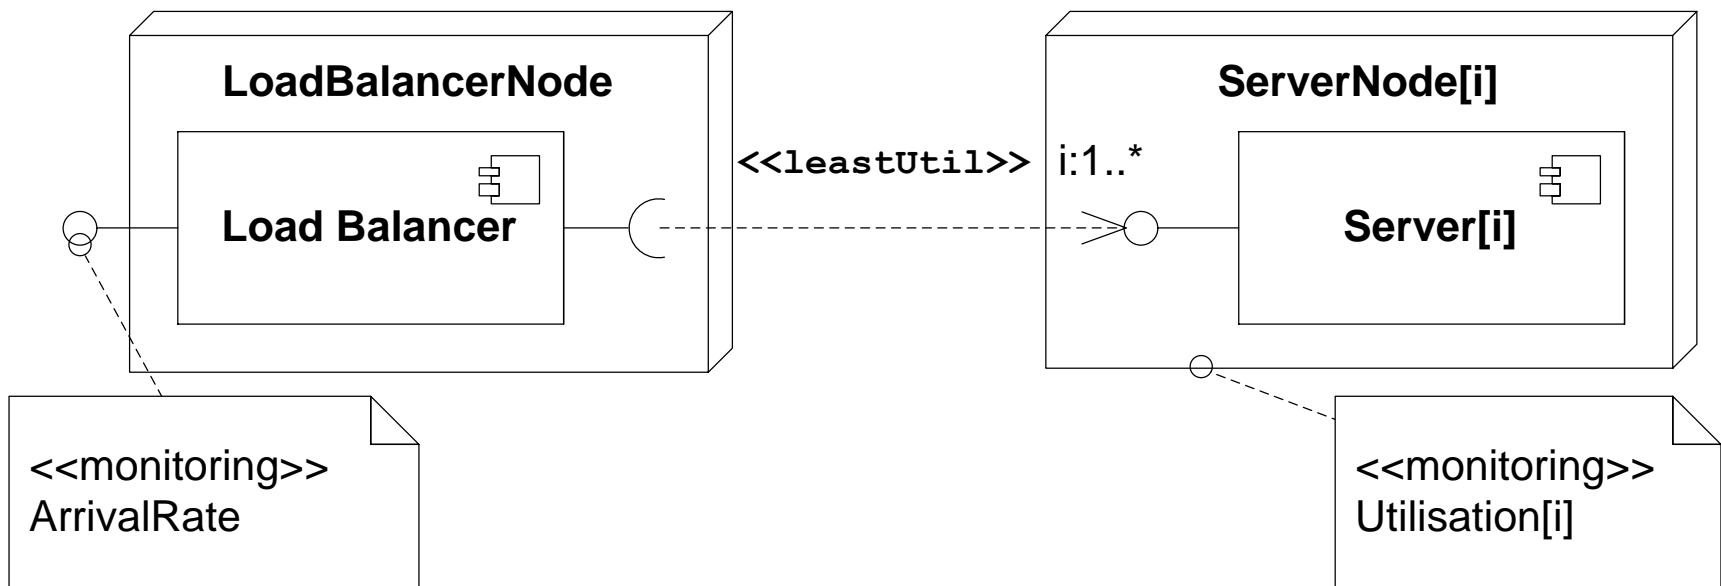 LoadBalancerNode
ServerNode[i]
<<leastUtil>>
i:1..*
Load Balancer
Server[i]
<<monitoring>>
ArrivalRate
<<monitoring>>
Utilisation[i]